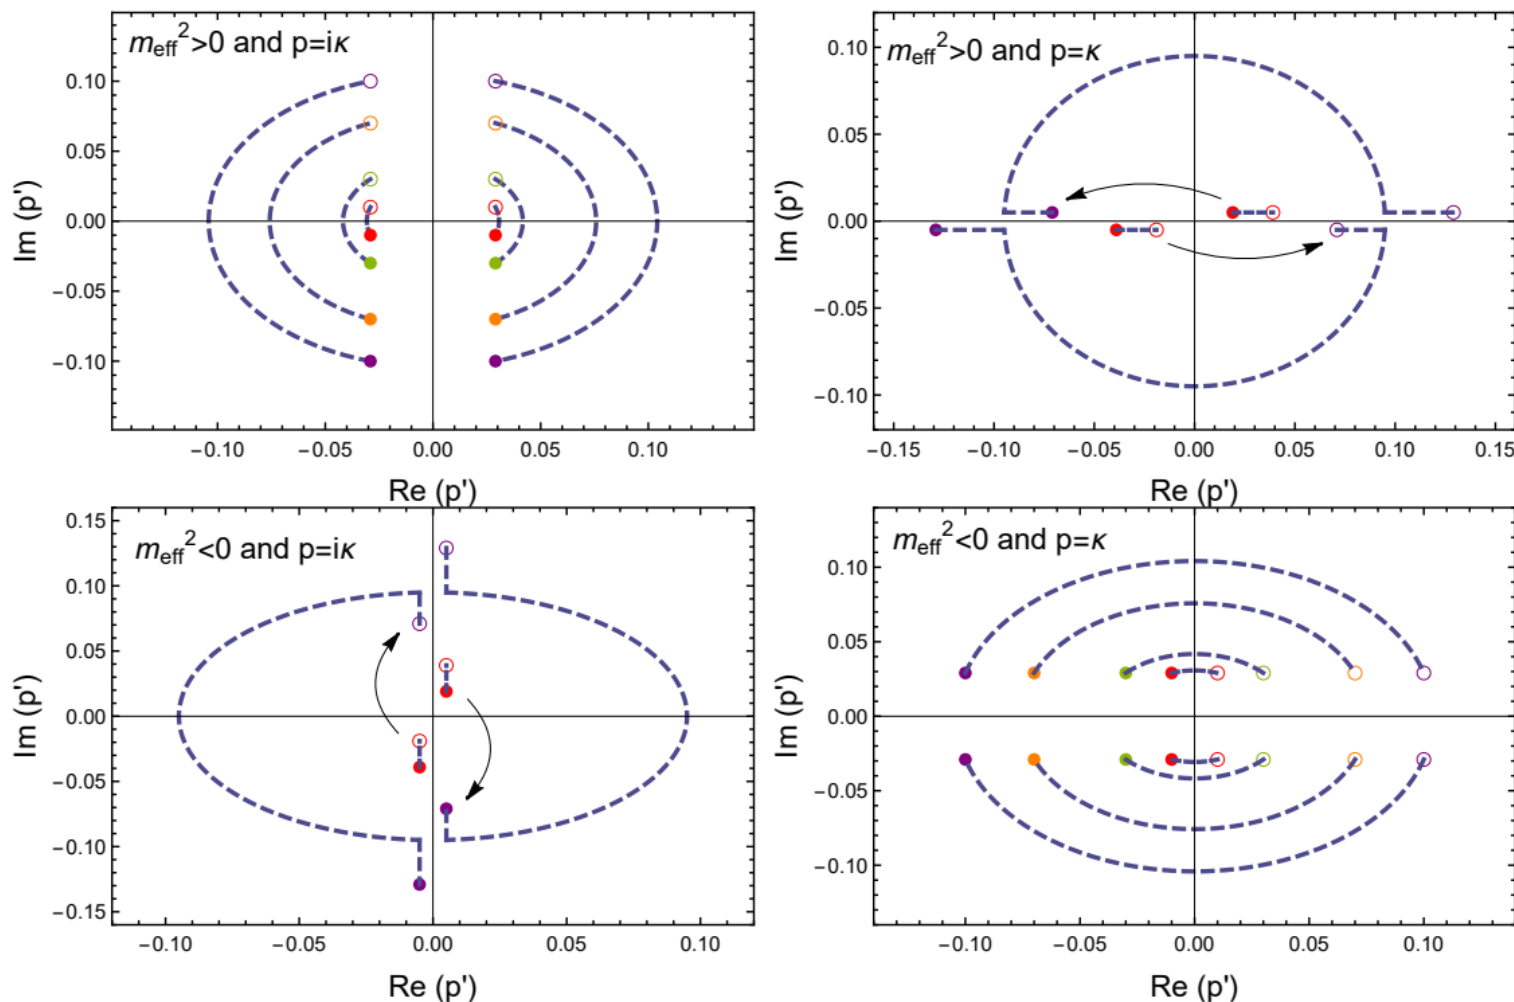 m_eff^2>0 and p=iκ
0.10
0.05
0.00
−0.05
−0.10
Im (p')
−0.10 −0.05 0.00 0.05 0.10
Re (p')
m_eff^2>0 and p=κ
0.10
0.05
0.00
−0.05
−0.10
Im (p')
−0.15 −0.10 −0.05 0.00 0.05 0.10 0.15
Re (p')
m_eff^2<0 and p=iκ
0.15
0.10
0.05
0.00
−0.05
−0.10
−0.15
Im (p')
−0.10 −0.05 0.00 0.05 0.10
Re (p')
m_eff^2<0 and p=κ
0.10
0.05
0.00
−0.05
−0.10
Im (p')
−0.10 −0.05 0.00 0.05 0.10
Re (p')